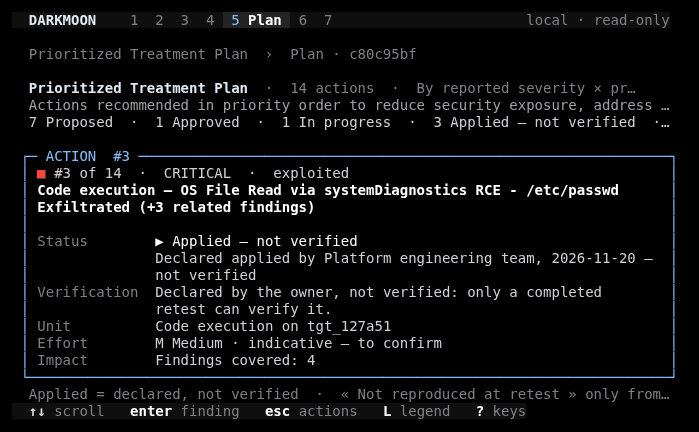 DARKMOON 1 2 3 4 5 Plan 6 7 local · read-only
Prioritized Treatment Plan › Plan · c80c95bf
Prioritized Treatment Plan · 14 actions · By reported severity × pr…
Actions recommended in priority order to reduce security exposure, address …
7 Proposed · 1 Approved · 1 In progress · 3 Applied — not verified ·…
ACTION #3
#3 of 14 · CRITICAL · exploited
Code execution — OS File Read via systemDiagnostics RCE - /etc/passwd
Exfiltrated (+3 related findings)
Status ▶ Applied — not verified
Declared applied by Platform engineering team, 2026-11-20 —
not verified
Verification Declared by the owner, not verified: only a completed
retest can verify it.
Unit Code execution on tgt_127a51
Effort M Medium · indicative — to confirm
Impact Findings covered: 4
Applied = declared, not verified · « Not reproduced at retest » only from…
↑↓ scroll enter finding esc actions L legend ? keys